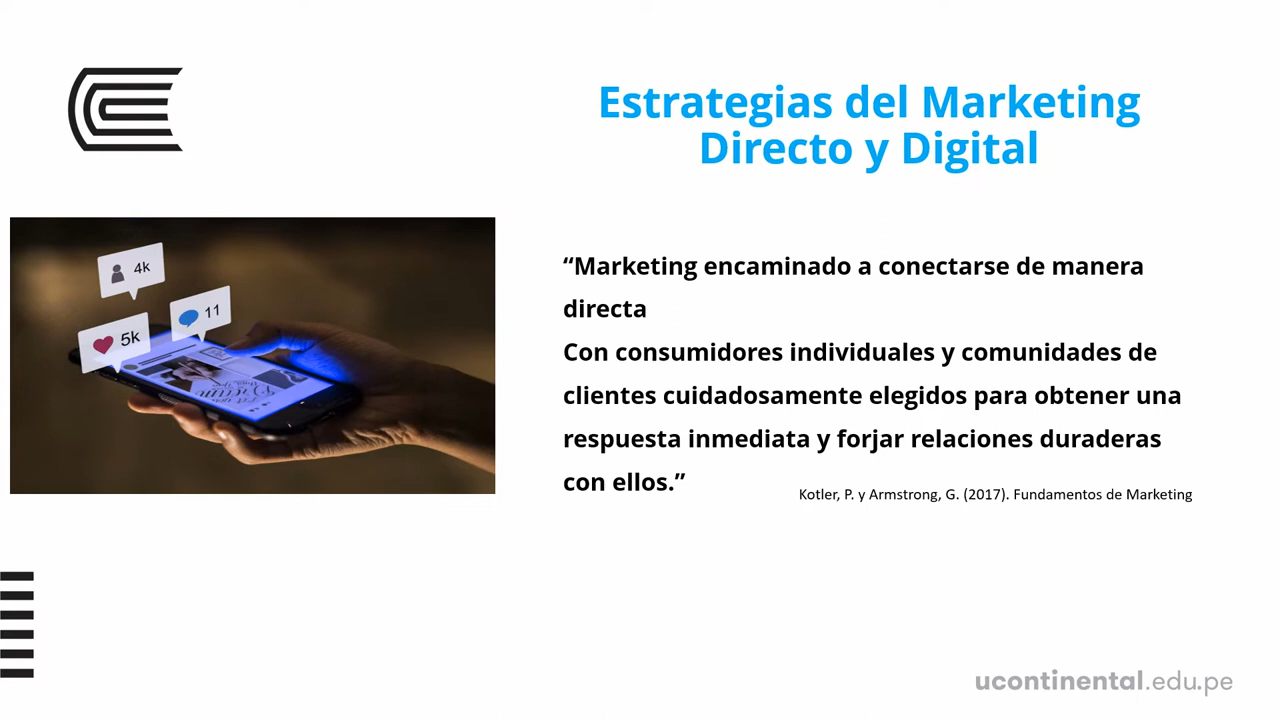 Estrategias del Marketing
Directo y Digital
4k
11
5k
“Marketing encaminado a conectarse de manera
directa
Con consumidores individuales y comunidades de
clientes cuidadosamente elegidos para obtener una
respuesta inmediata y forjar relaciones duraderas
con ellos.”
Kotler, P. y Armstrong, G. (2017). Fundamentos de Marketing
ucontinental.edu.pe